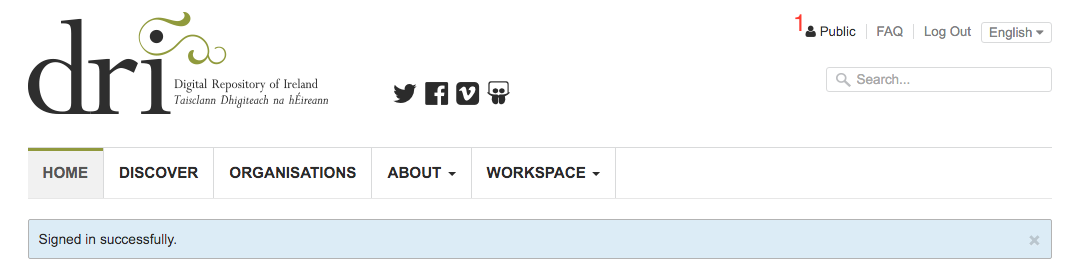 1
Public FAQ Log Out English
dri
Digital Repository of Ireland
Taisclann Dhigiteach na hÉireann
Search...
HOME DISCOVER ORGANISATIONS ABOUT WORKSPACE
Signed in successfully. ×